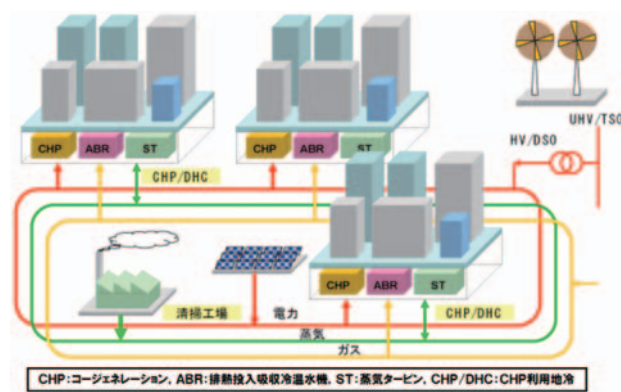 UHV/TSO
HV/DSO
CHP ABR ST
CHP ABR ST
CHP/DHC
CHP ABR ST
清掃工場
電力
CHP/DHC
蒸気
ガス
CHP:コージェネレーション, ABR:排熱投入吸収冷温水機, ST:蒸気タービン, CHP/DHC:CHP利用地冷